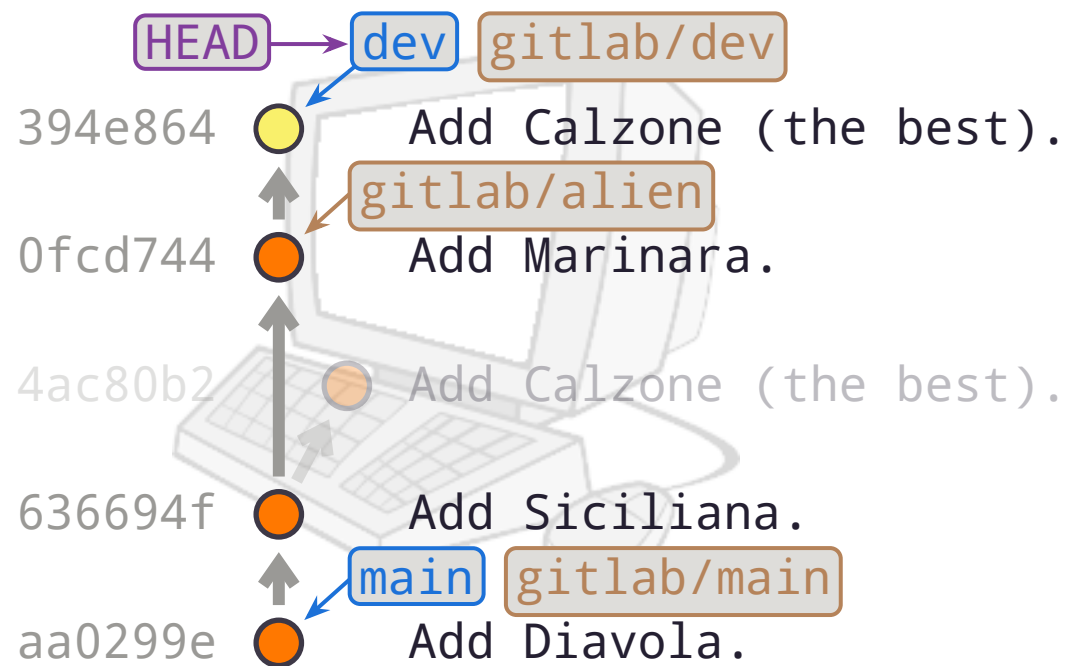 HEAD dev gitlab/dev
394e864 Add Calzone (the best).
gitlab/alien
0fcd744 Add Marinara.
4ac80b2 Add Calzone (the best).
636694f Add Siciliana.
main gitlab/main
aa0299e Add Diavola.